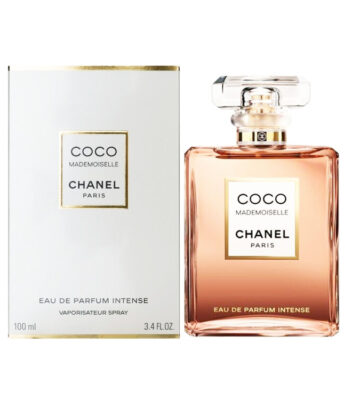 COCO
MADEMOISELLE
CHANEL
PARIS
EAU DE PARFUM INTENSE
VAPORISATEUR SPRAY
100 ml 3.4 FL.OZ.
COCO
MADEMOISELLE
CHANEL
PARIS
EAU DE PARFUM INTENSE